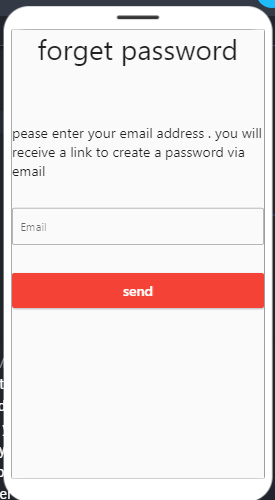 forget password
pease enter your email address . you will
receive a link to create a password via
email
Email
send